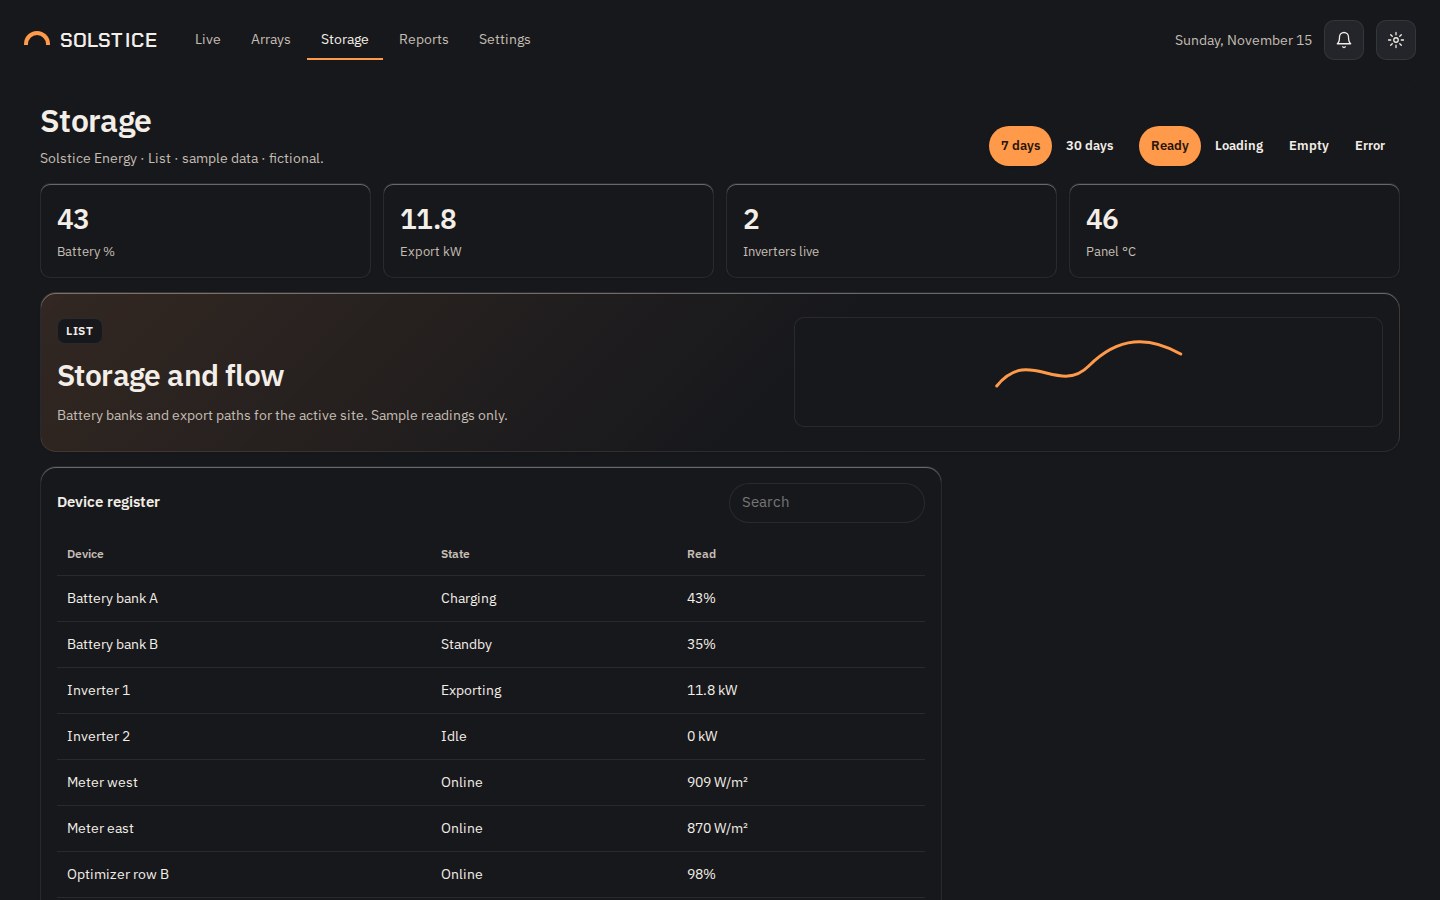 SOLSTICE
Live
Arrays
Storage
Reports
Settings
Sunday, November 15
Storage
Solstice Energy · List · sample data · fictional.
7 days
30 days
Ready
Loading
Empty
Error
43
Battery %
11.8
Export kW
2
Inverters live
46
Panel °C
LIST
Storage and flow
Battery banks and export paths for the active site. Sample readings only.
Device register
Search
Device State Read
Battery bank A Charging 43%
Battery bank B Standby 35%
Inverter 1 Exporting 11.8 kW
Inverter 2 Idle 0 kW
Meter west Online 909 W/m²
Meter east Online 870 W/m²
Optimizer row B Online 98%